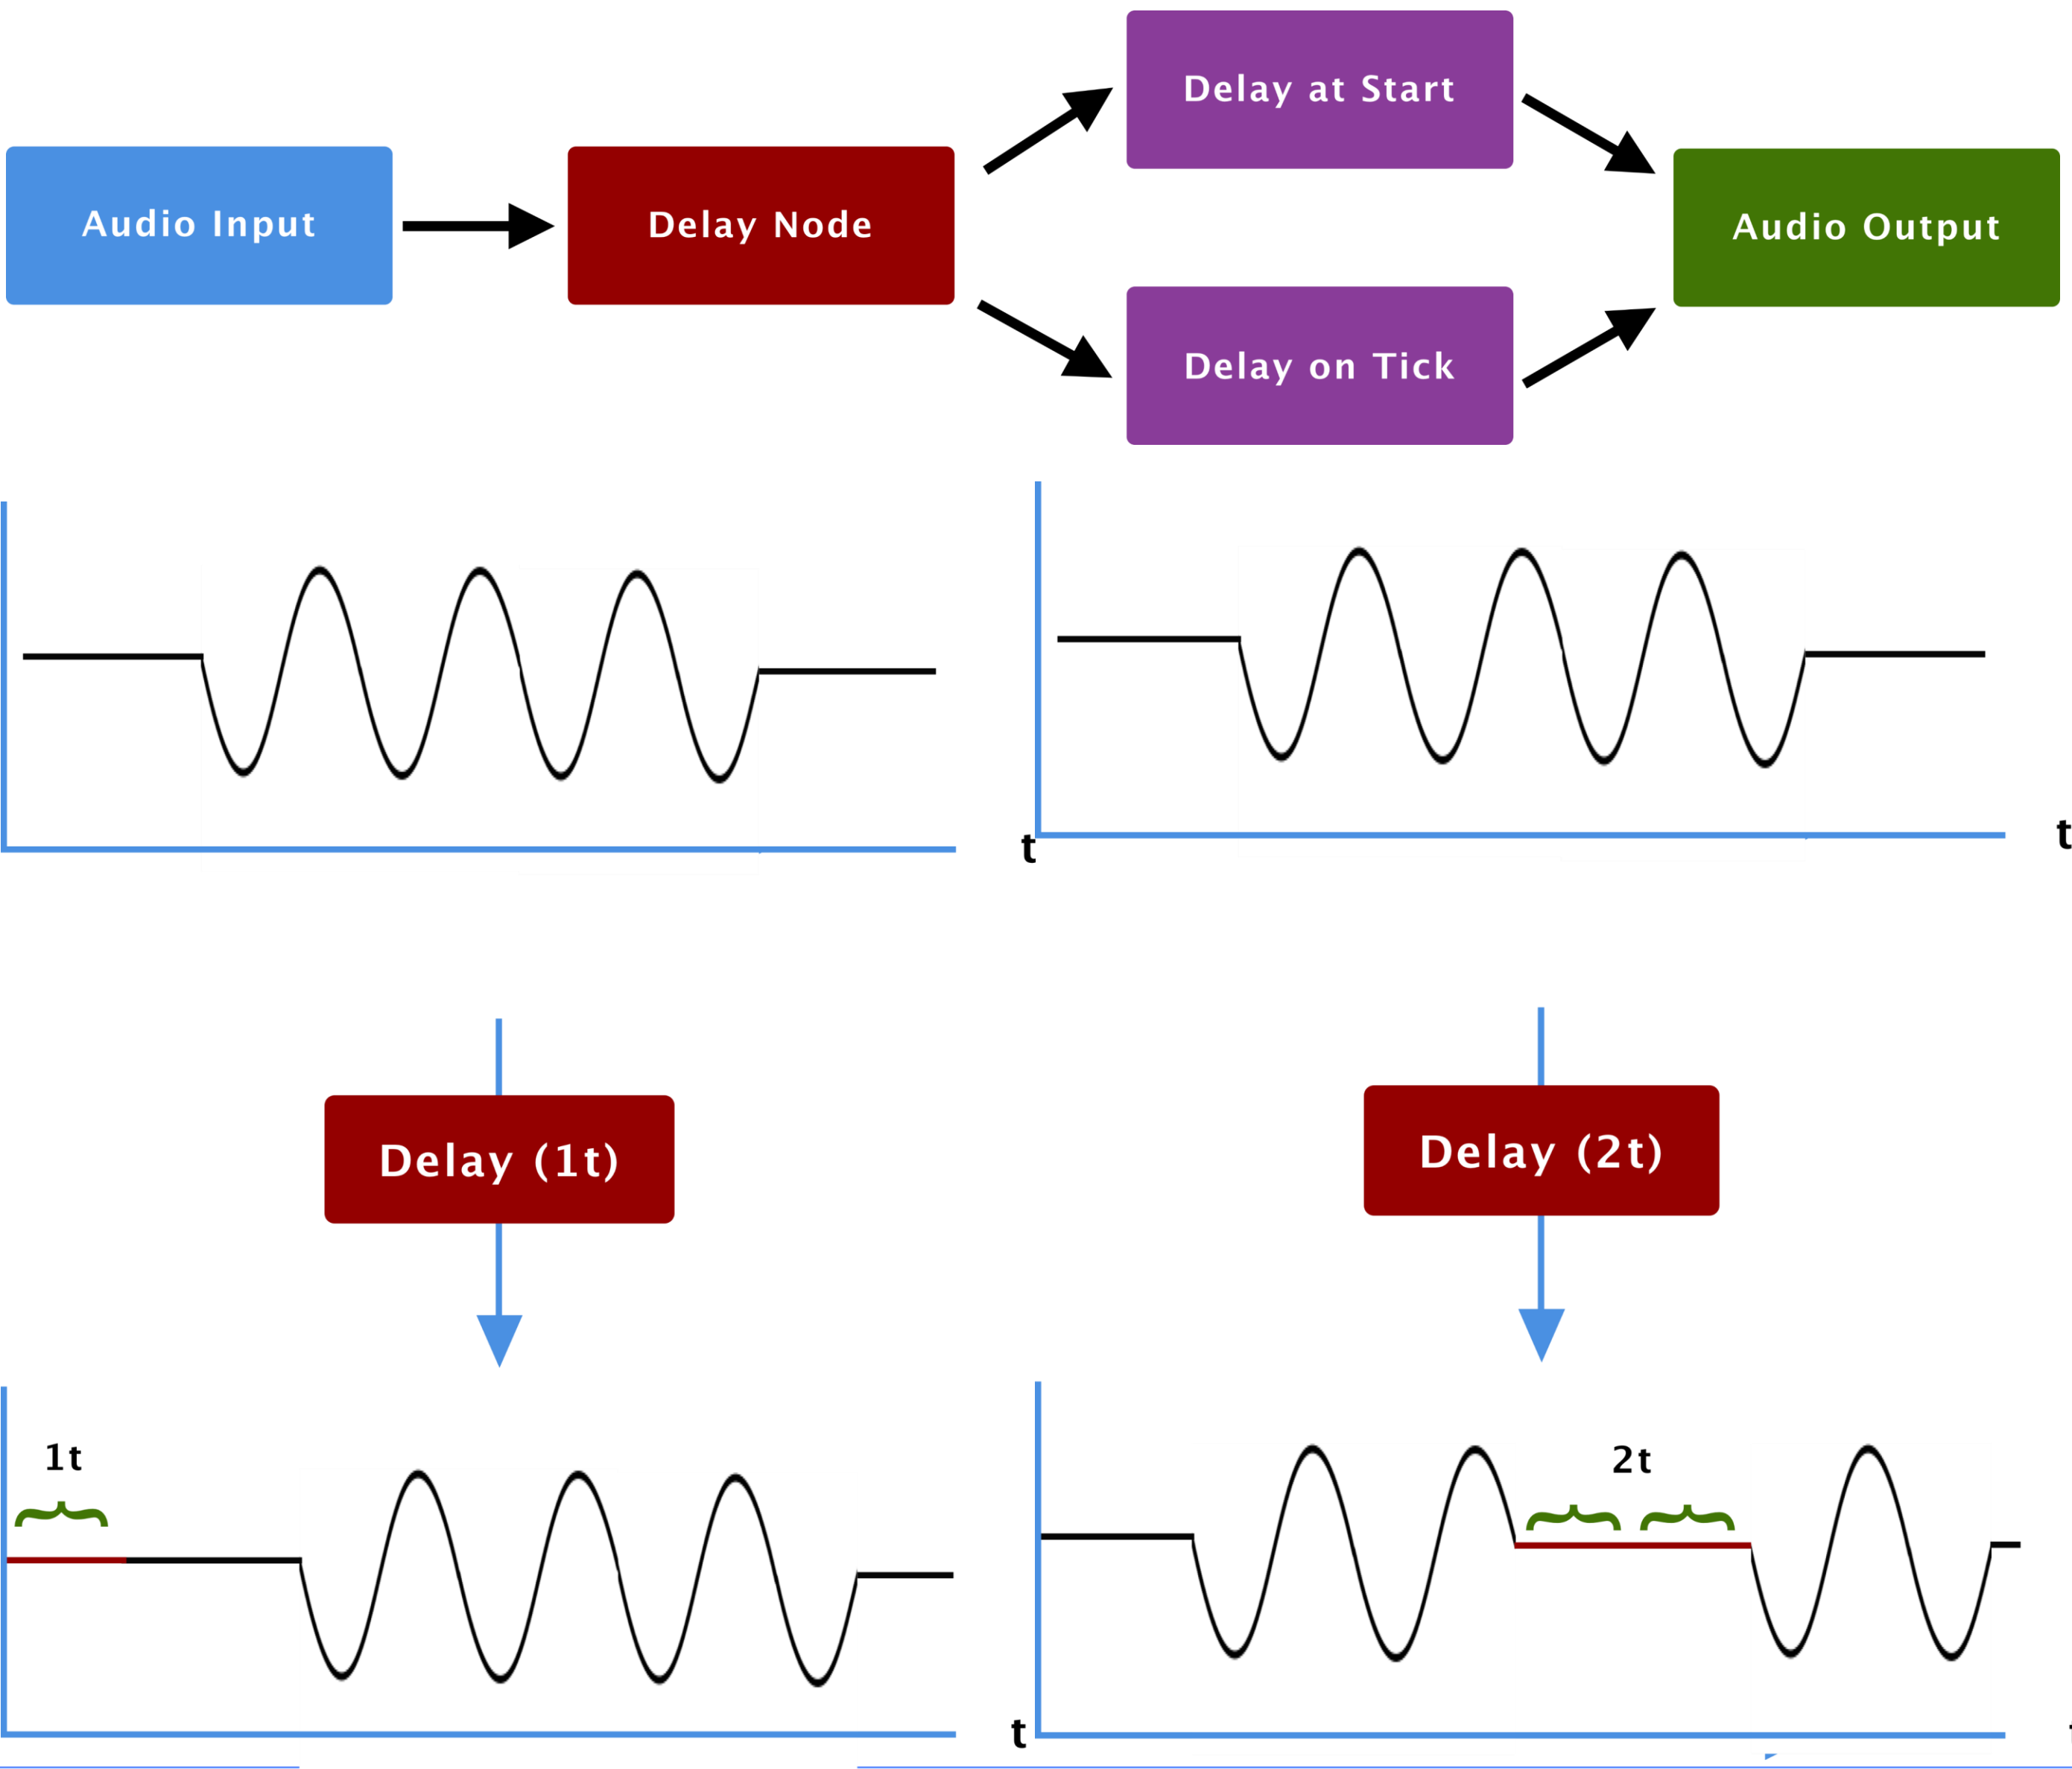 Delay at Start
Audio Input
Delay Node
Audio Output
Delay on Tick
t
t
Delay (1t)
Delay (2t)
1t
2t
t
t